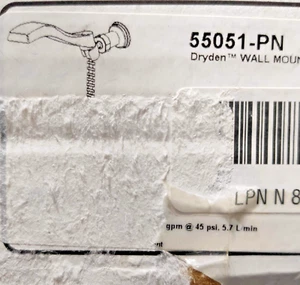 55051-PN
Dryden™ WALL MOUN
LPN N 8
gpm @ 45 psi, 5.7 L/min